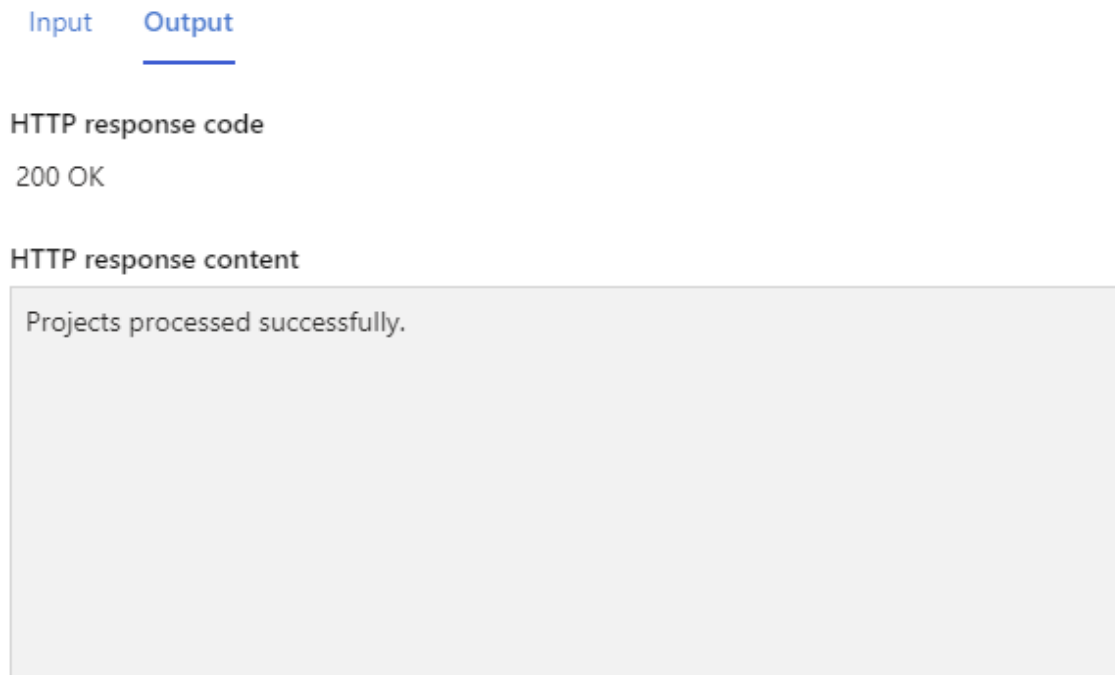 Input Output
HTTP response code
200 OK
HTTP response content
Projects processed successfully.